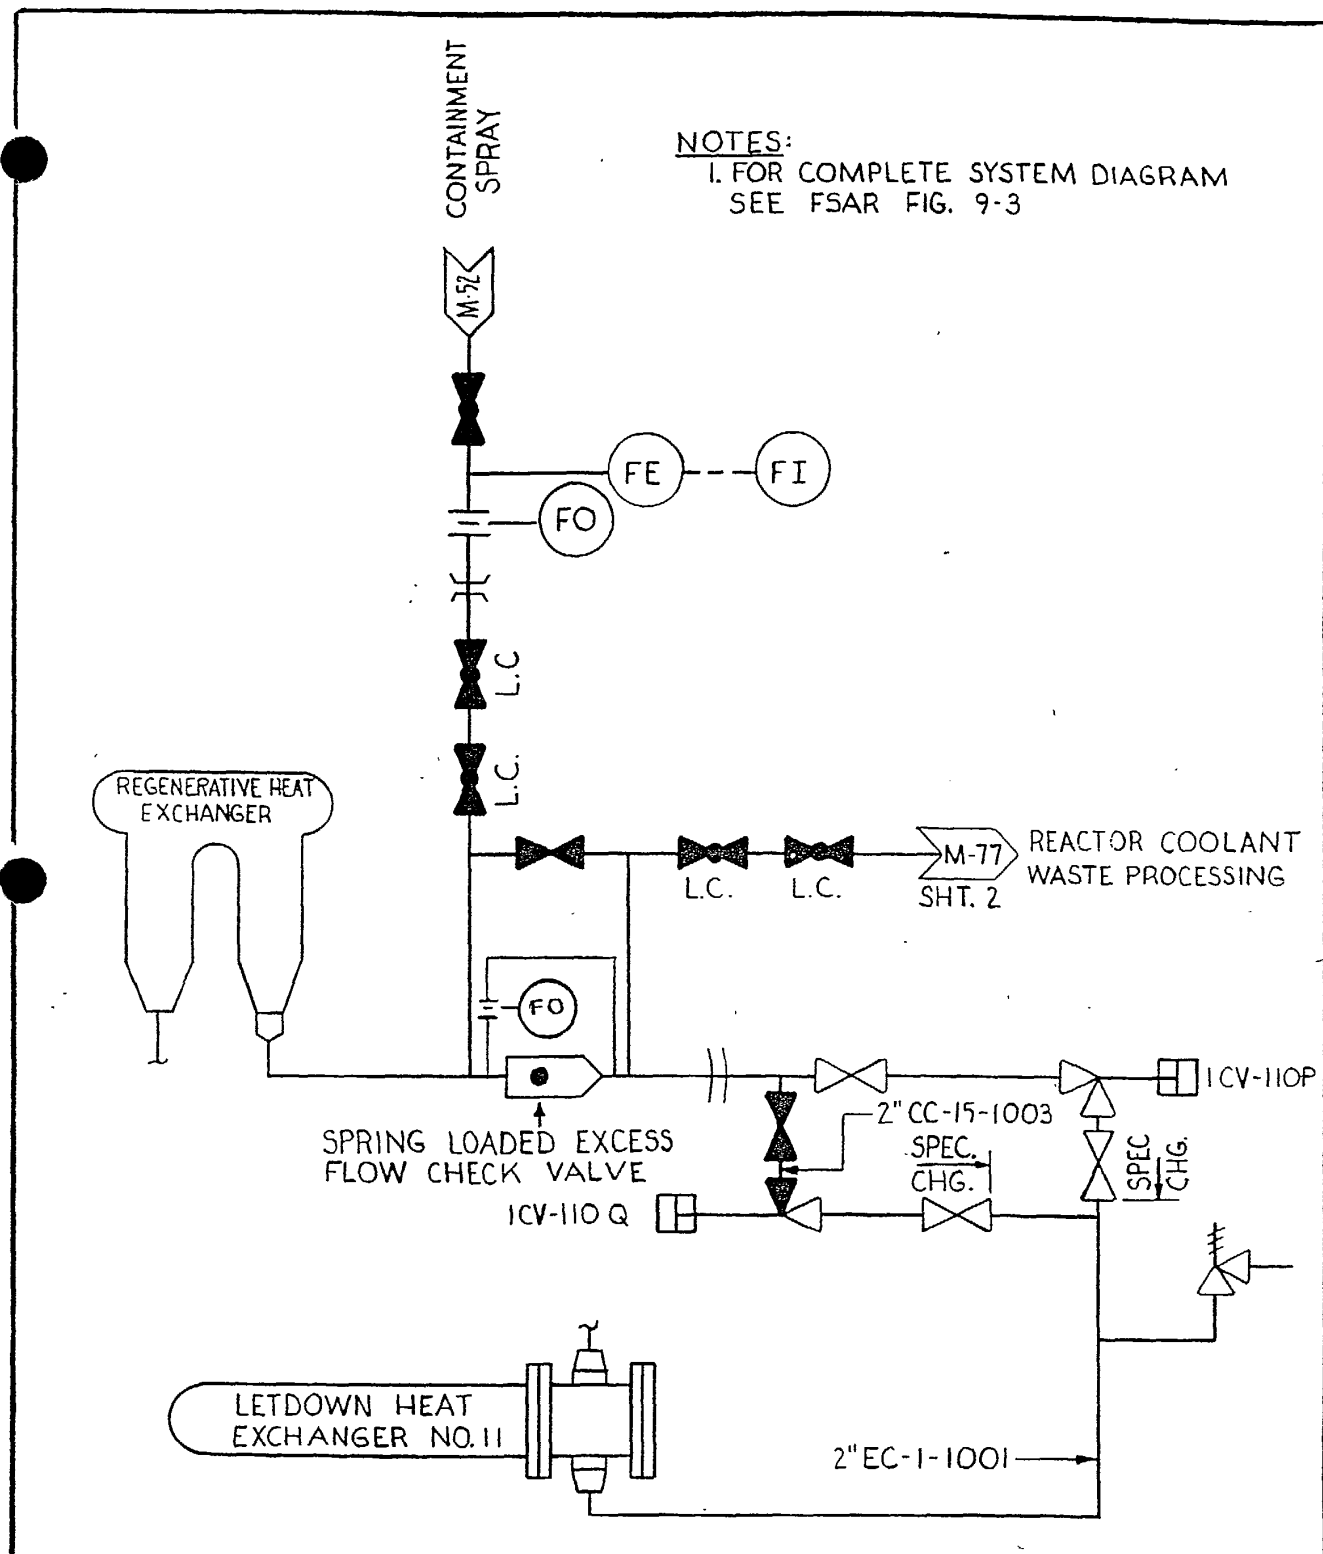 CONTAINMENT
SPRAY
NOTES:
1. FOR COMPLETE SYSTEM DIAGRAM
SEE FSAR FIG. 9-3
M-52
FE
FI
FO
L.C
L.C.
REGENERATIVE HEAT
EXCHANGER
M-77
REACTOR COOLANT
WASTE PROCESSING
L.C.
L.C.
SHT. 2
FO
1CV-110P
2" CC-15-1003
SPRING LOADED EXCESS
FLOW CHECK VALVE
SPEC.
CHG.
SPEC
CHG.
1CV-110 Q
LETDOWN HEAT
EXCHANGER NO. 11
2" EC-1-1001